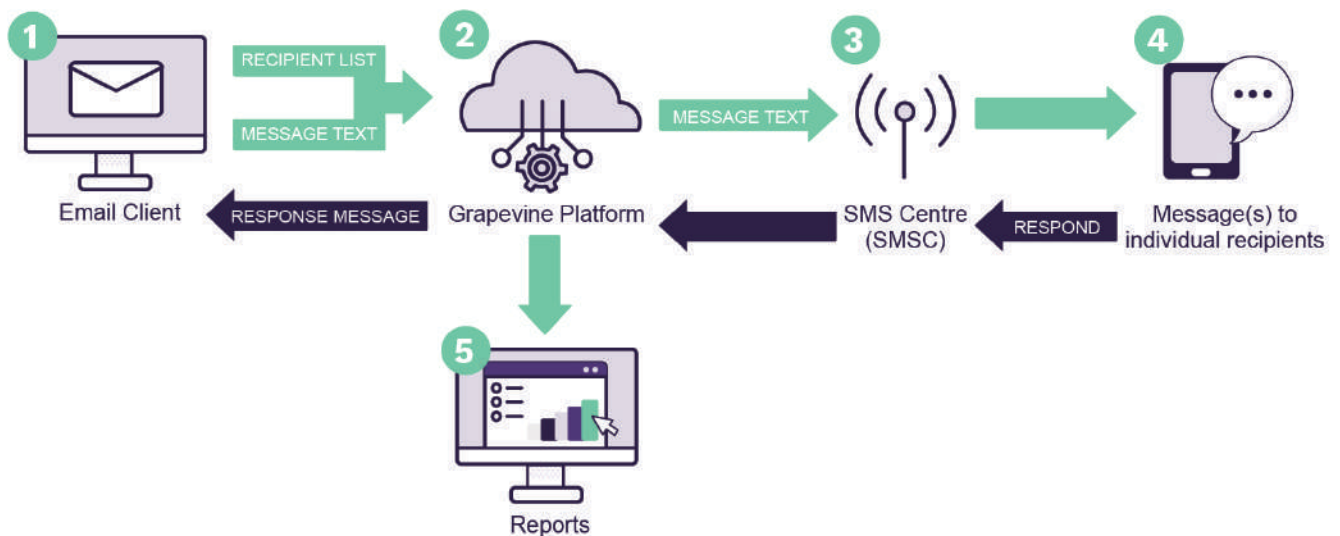 1
2
3
4
RECIPIENT LIST
MESSAGE TEXT
MESSAGE TEXT
Email Client
RESPONSE MESSAGE
Grapevine Platform
SMS Centre
(SMSC)
RESPOND
Message(s) to
individual recipients
5
Reports